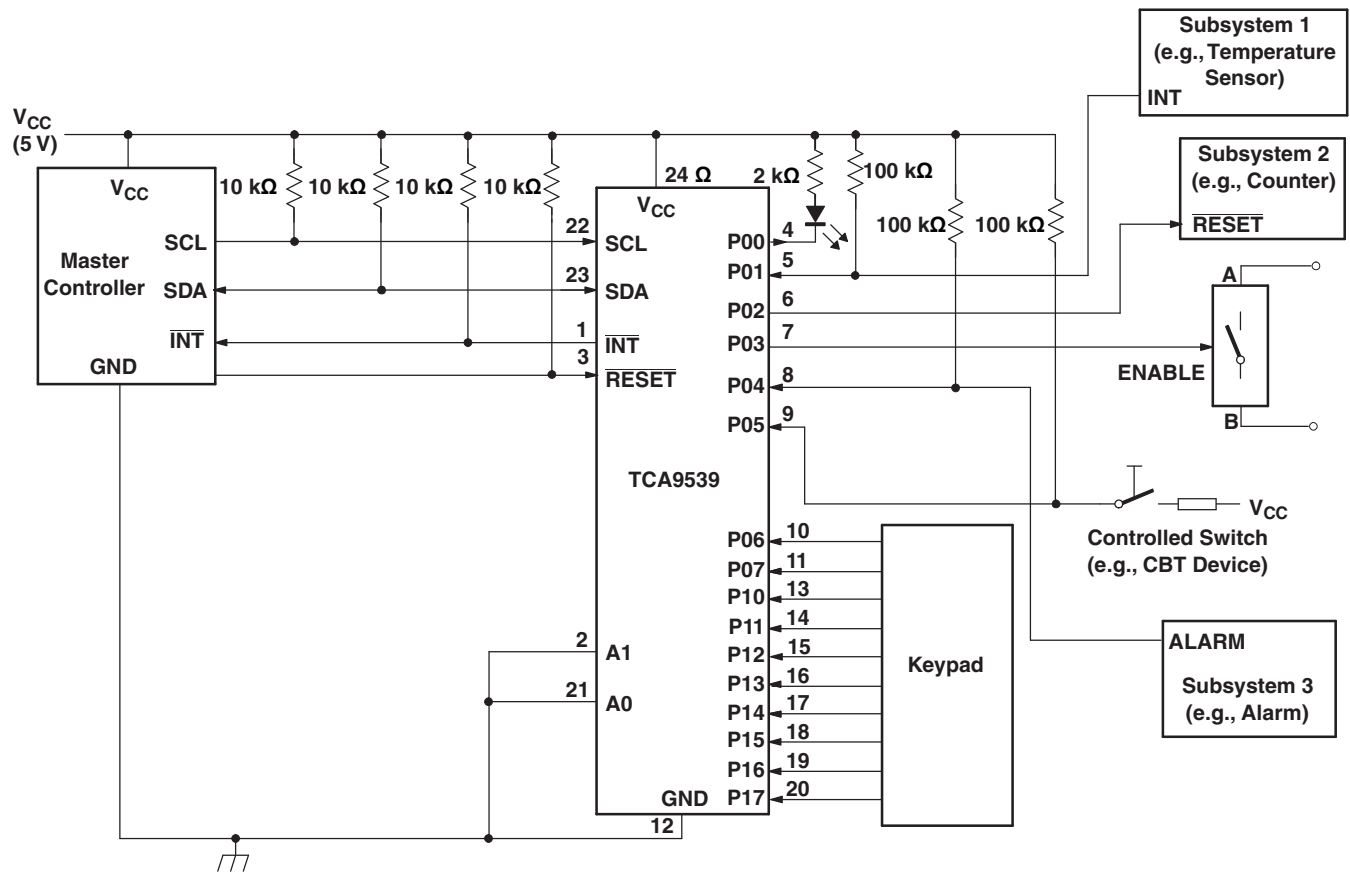 Subsystem 1
(e.g., Temperature
Sensor)
INT
VCC
(5 V)
Subsystem 2
(e.g., Counter)
RESET
VCC
Master
Controller
SCL
SDA
INT
GND
10 kΩ
10 kΩ
10 kΩ
10 kΩ
24 Ω
2 kΩ
100 kΩ
100 kΩ
100 kΩ
22
23
1
3
2
21
VCC
SCL
SDA
INT
RESET
TCA9539
A1
A0
GND
12
P00
P01
P02
P03
P04
P05
P06
P07
P10
P11
P12
P13
P14
P15
P16
P17
4
5
6
7
8
9
10
11
13
14
15
16
17
18
19
20
A
ENABLE
B
VCC
Controlled Switch
(e.g., CBT Device)
Keypad
ALARM
Subsystem 3
(e.g., Alarm)